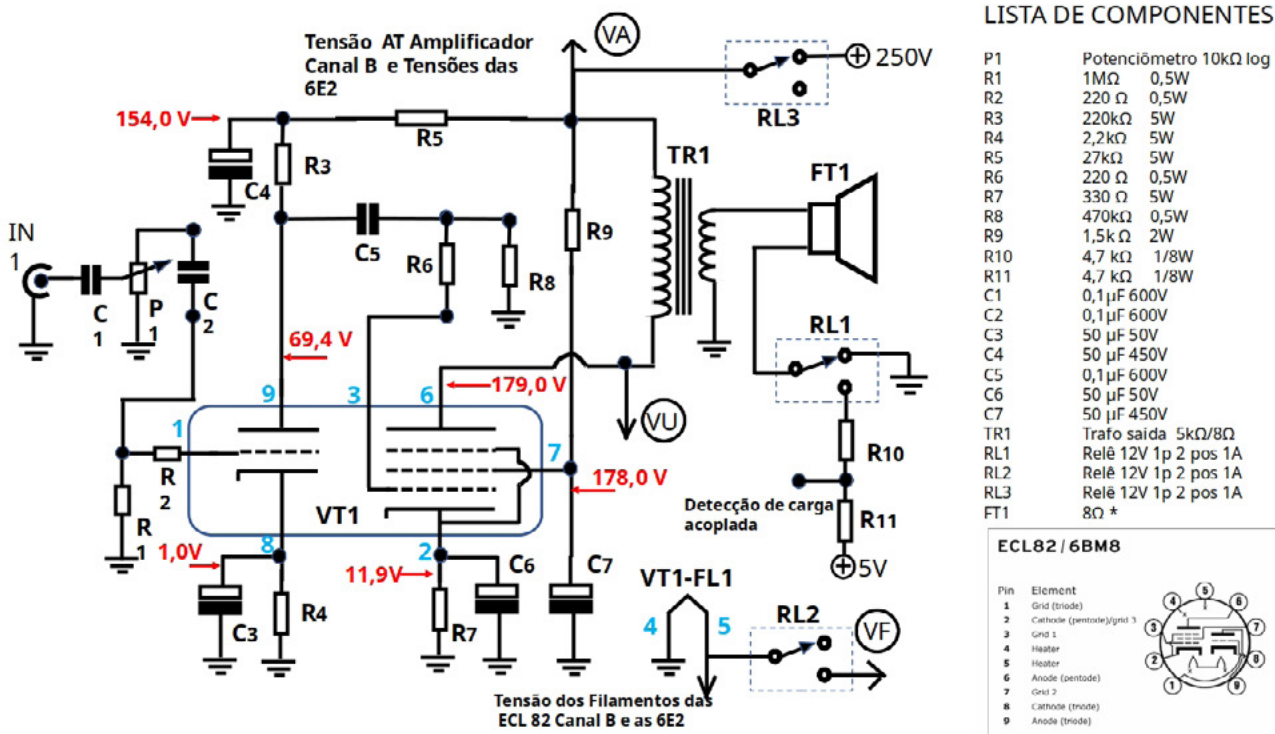 Tensão AT Amplificador
Canal B e Tensões das
6E2
VA
250V
RL3
154,0 V
R5
R3
C4
TR1
FT1
IN
1
C5
R6
R8
R9
C
1
P
1
C
2
69,4 V
RL1
9
3
6
179,0 V
VU
1
7
R
2
178,0 V
R10
VT1
Detecção de carga
acoplada
R
1
R11
8
2
1,0V
11,9V
C6
C7
5V
VT1-FL1
C3
R4
R7
4
5
RL2
VF
Tensão dos Filamentos das
ECL 82 Canal B e as 6E2
LISTA DE COMPONENTES
P1 Potenciômetro 10kΩ log
R1 1MΩ 0,5W
R2 220 Ω 0,5W
R3 220kΩ 5W
R4 2,2kΩ 5W
R5 27kΩ 5W
R6 220 Ω 0,5W
R7 330 Ω 5W
R8 470kΩ 0,5W
R9 1,5k Ω 2W
R10 4,7 kΩ 1/8W
R11 4,7 kΩ 1/8W
C1 0,1µF 600V
C2 0,1µF 600V
C3 50 µF 50V
C4 50 µF 450V
C5 0,1µF 600V
C6 50 µF 50V
C7 50 µF 450V
TR1 Trafo saída 5kΩ/8Ω
RL1 Relê 12V 1p 2 pos 1A
RL2 Relê 12V 1p 2 pos 1A
RL3 Relê 12V 1p 2 pos 1A
FT1 8Ω *
ECL82 / 6BM8
Pin Element
1 Grid (triode)
2 Cathode (pentode)/grid 3
3 Grid 1
4 Heater
5 Heater
6 Anode (pentode)
7 Grid 2
8 Cathode (triode)
9 Anode (triode)
5
4
6
3
7
2
8
1
9